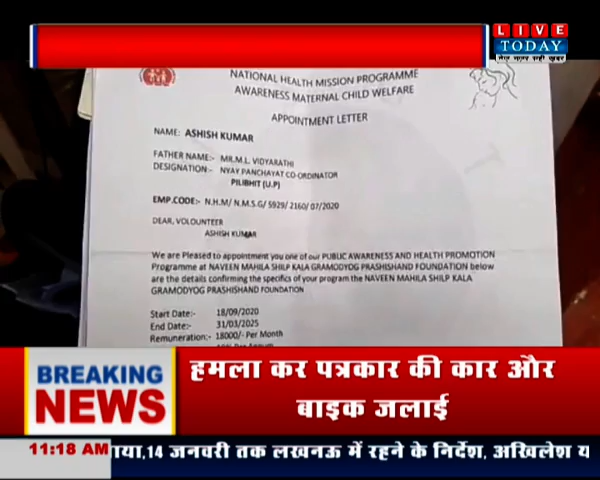 LIVE
TODAY
तेज़ नज़र सही ख़बर
NATIONAL HEALTH MISSION PROGRAMME
AWARENESS MATERNAL CHILD WELFARE
APPOINTMENT LETTER
NAME: ASHISH KUMAR
FATHER NAME:- MR.M.L. VIDYARATHI
DESIGNATION:- NYAY PANCHAYAT CO-ORDINATOR
PILIBHIT (U.P)
EMP.CODE:- N.H.M/ N.M.S.G/ 5929/ 2160/ 07/2020
DEAR, VOLOUNTEER
ASHISH KUMAR
We are Pleased to appointment you one of our PUBLIC AWARENESS AND HEALTH PROMOTION
Programme at NAVEEN MAHILA SHILP KALA GRAMODYOG PRASHISHAND FOUNDATION below
are the details confirming the specifics of your program the NAVEEN MAHILA SHILP KALA
GRAMODYOG PRASHISHAND FOUNDATION
Start Date:- 18/09/2020
End Date:- 31/03/2025
Remuneration:- 18000/- Per Month
BREAKING
NEWS
हमला कर पत्रकार की कार और
बाइक जलाई
11:18 AM
गया,14 जनवरी तक लखनऊ में रहने के निर्देश. अखिलेश य